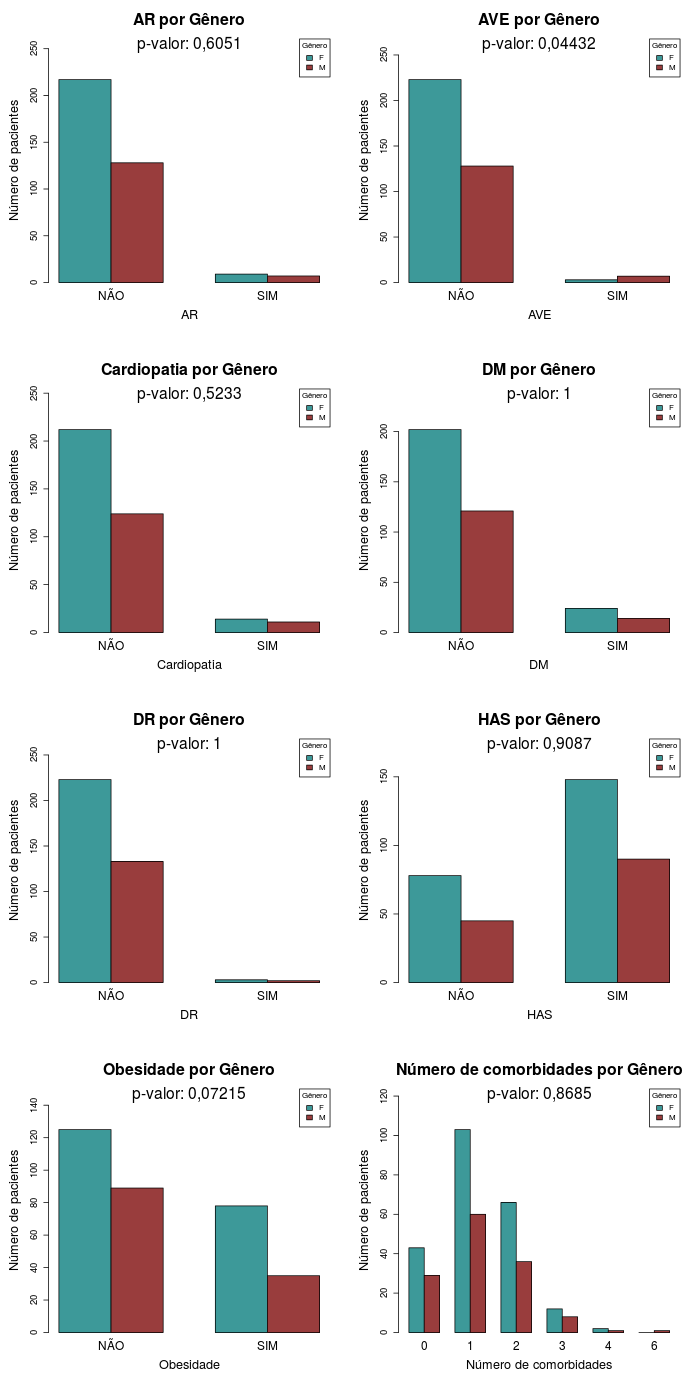 AR por Gênero
p-valor: 0,6051
Gênero
F
M
Número de pacientes
0
50
100
150
200
250
NÃO
SIM
AR
AVE por Gênero
p-valor: 0,04432
Gênero
F
M
Número de pacientes
0
50
100
150
200
250
NÃO
SIM
AVE
Cardiopatia por Gênero
p-valor: 0,5233
Gênero
F
M
Número de pacientes
0
50
100
150
200
250
NÃO
SIM
Cardiopatia
DM por Gênero
p-valor: 1
Gênero
F
M
Número de pacientes
0
50
100
150
200
NÃO
SIM
DM
DR por Gênero
p-valor: 1
Gênero
F
M
Número de pacientes
0
50
100
150
200
250
NÃO
SIM
DR
HAS por Gênero
p-valor: 0,9087
Gênero
F
M
Número de pacientes
0
50
100
150
NÃO
SIM
HAS
Obesidade por Gênero
p-valor: 0,07215
Gênero
F
M
Número de pacientes
0
20
40
60
80
100
120
140
NÃO
SIM
Obesidade
Número de comorbidades por Gênero
p-valor: 0,8685
Gênero
F
M
Número de pacientes
0
20
40
60
80
100
120
0
1
2
3
4
6
Número de comorbidades